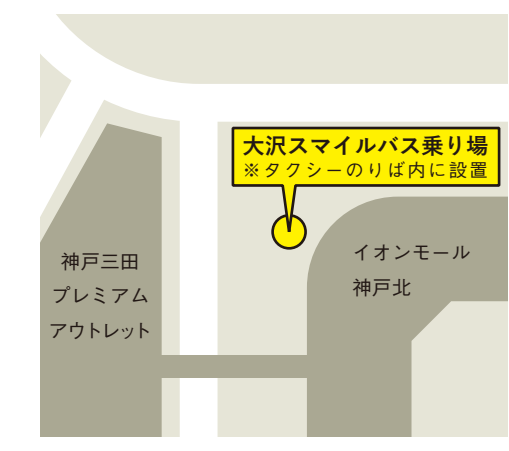 大沢スマイルバス乗り場
※タクシーのりば内に設置
神戸三田
プレミアム
アウトレット
イオンモール
神戸北